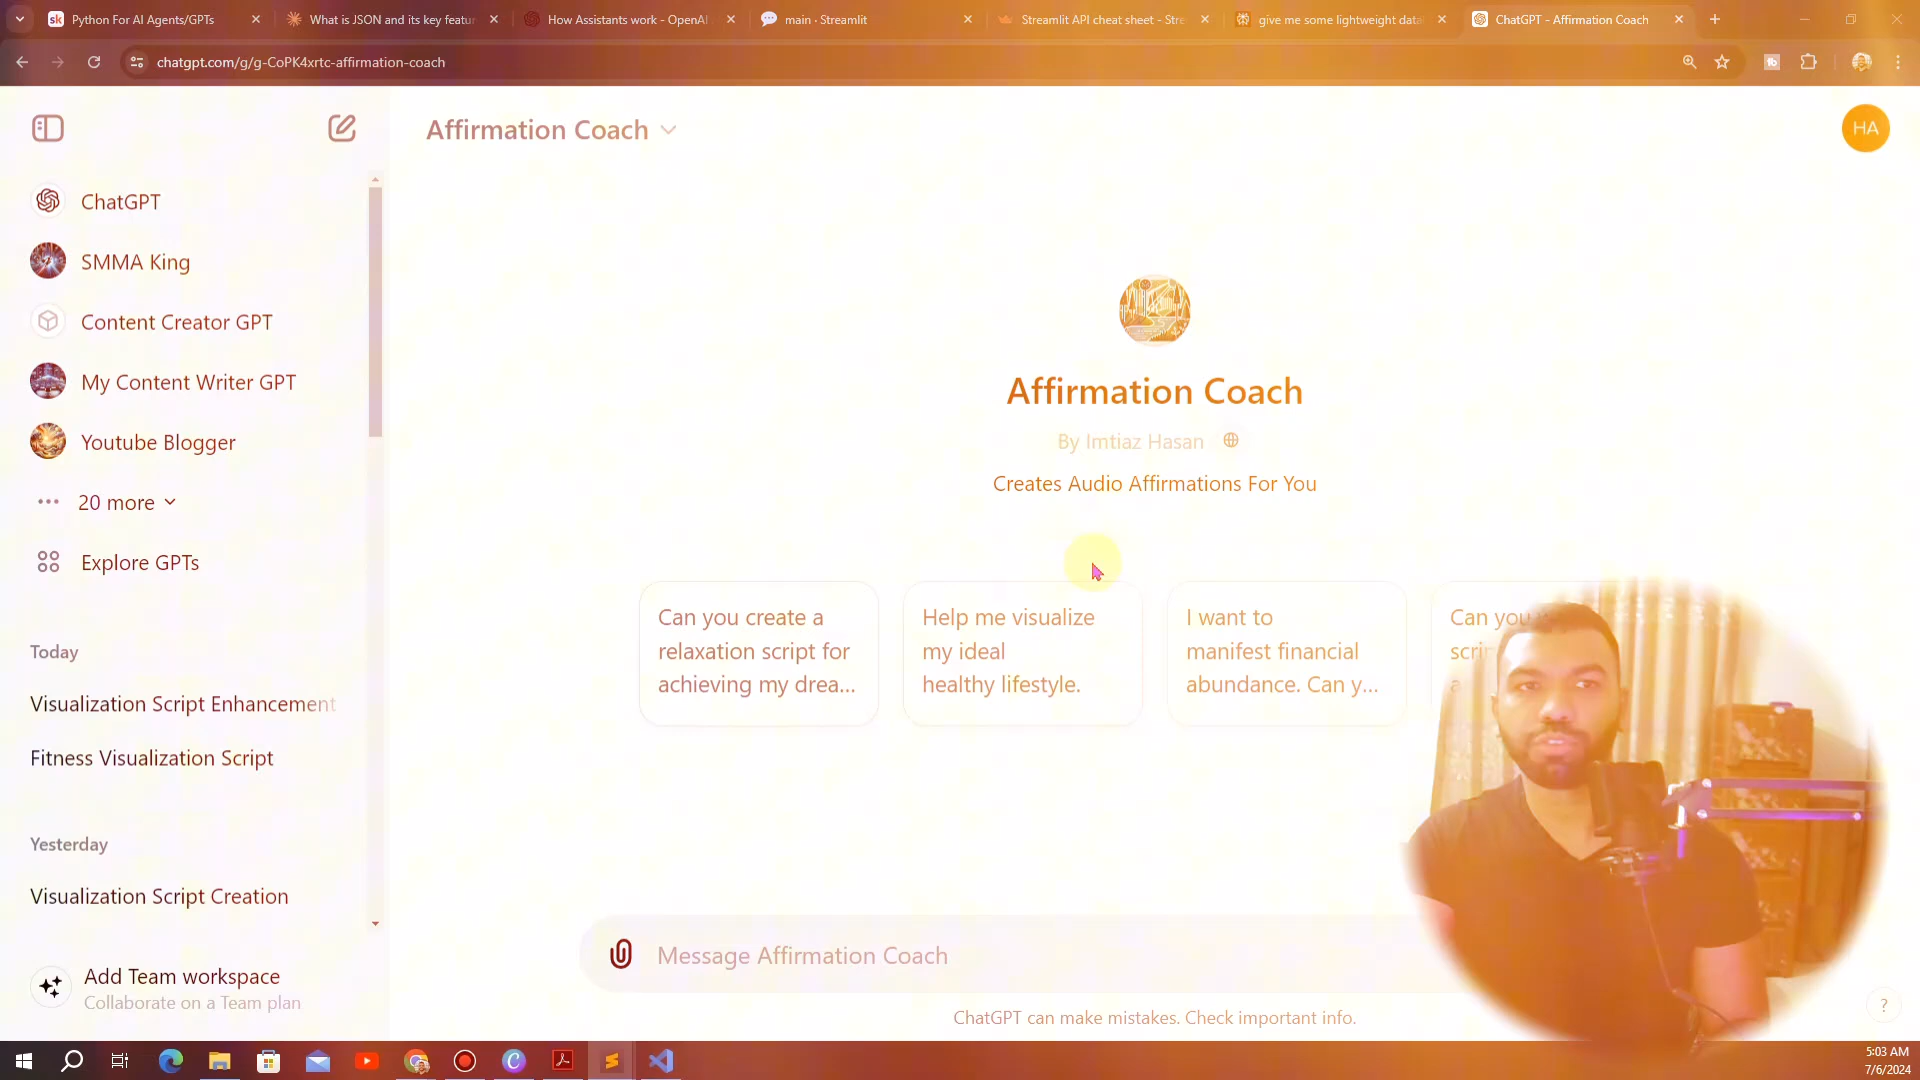 Python For AI Agents/GPTs
What is JSON and its key featur
How Assistants work - OpenAI
main · Streamlit
Streamlit API cheat sheet - Stre
give me some lightweight data
ChatGPT - Affirmation Coach
chatgpt.com/g/g-CoPK4xrtc-affirmation-coach
Affirmation Coach
HA
ChatGPT
SMMA King
Content Creator GPT
My Content Writer GPT
Youtube Blogger
20 more
Explore GPTs
Today
Visualization Script Enhancement
Fitness Visualization Script
Yesterday
Visualization Script Creation
Add Team workspace
Collaborate on a Team plan
Affirmation Coach
By Imtiaz Hasan
Creates Audio Affirmations For You
Can you create a
relaxation script for
achieving my drea...
Help me visualize
my ideal
healthy lifestyle.
I want to
manifest financial
abundance. Can y...
Can you
Message Affirmation Coach
ChatGPT can make mistakes. Check important info.
?
5:03 AM
7/6/2024